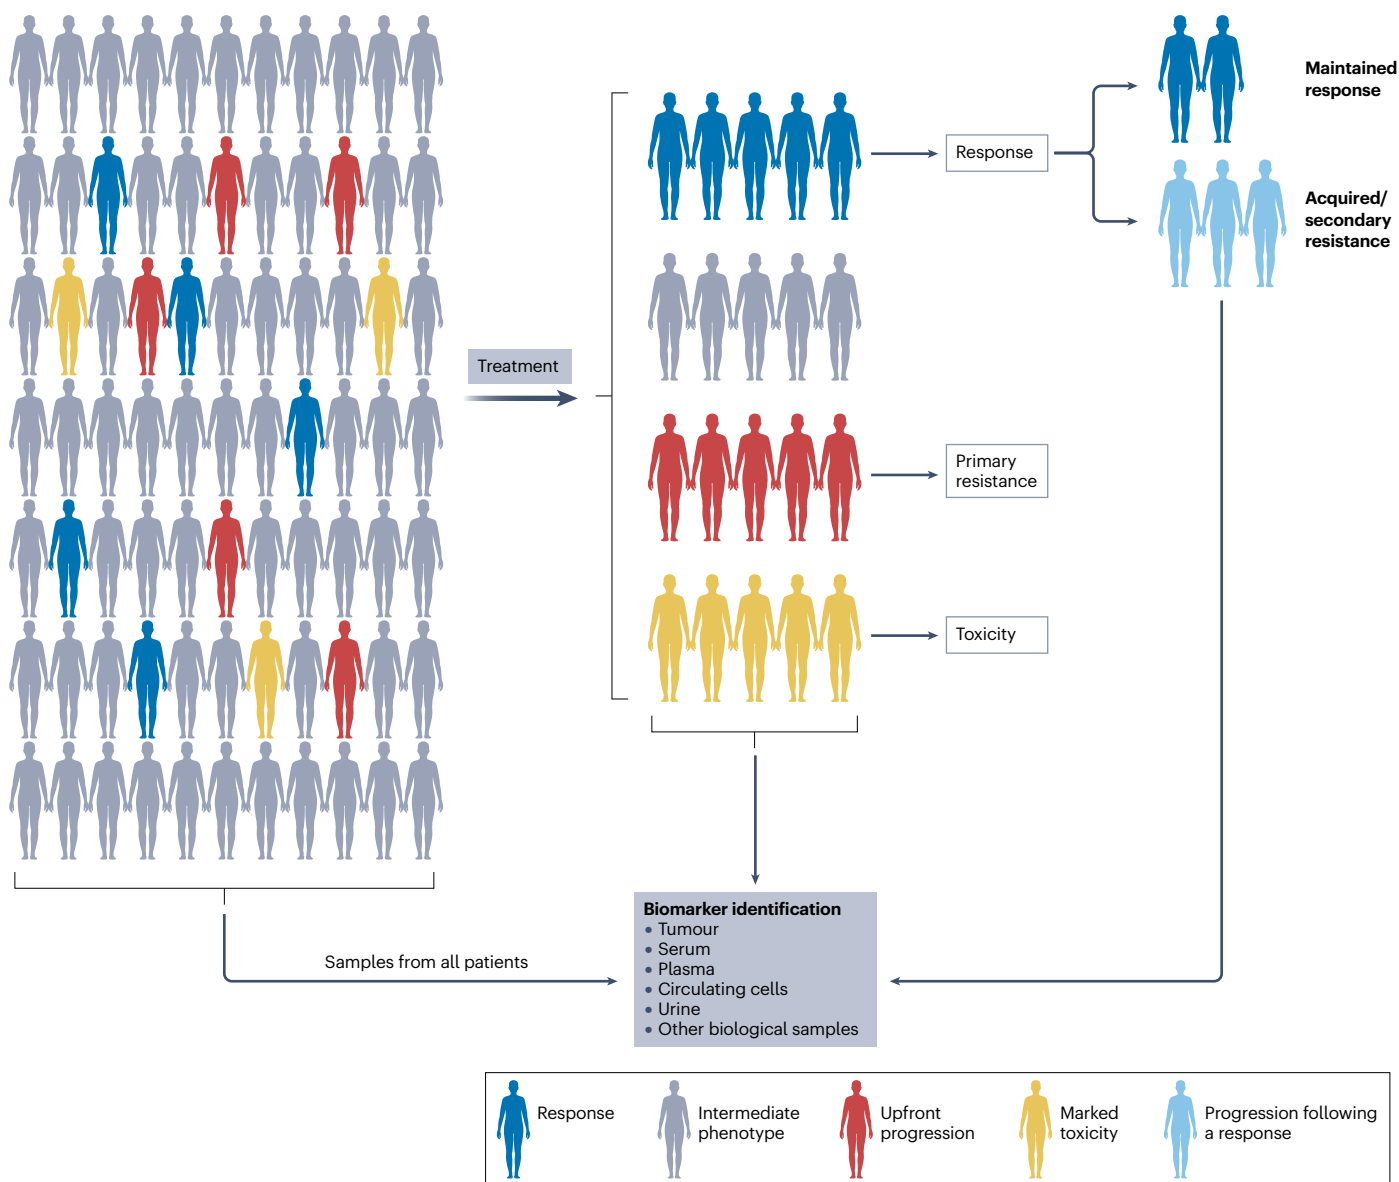 Maintained
response
Response
Acquired/
secondary
resistance
Treatment
Primary
resistance
Toxicity
Biomarker identification
• Tumour
• Serum
• Plasma
• Circulating cells
• Urine
• Other biological samples
Samples from all patients
Response
Intermediate
phenotype
Upfront
progression
Marked
toxicity
Progression following
a response